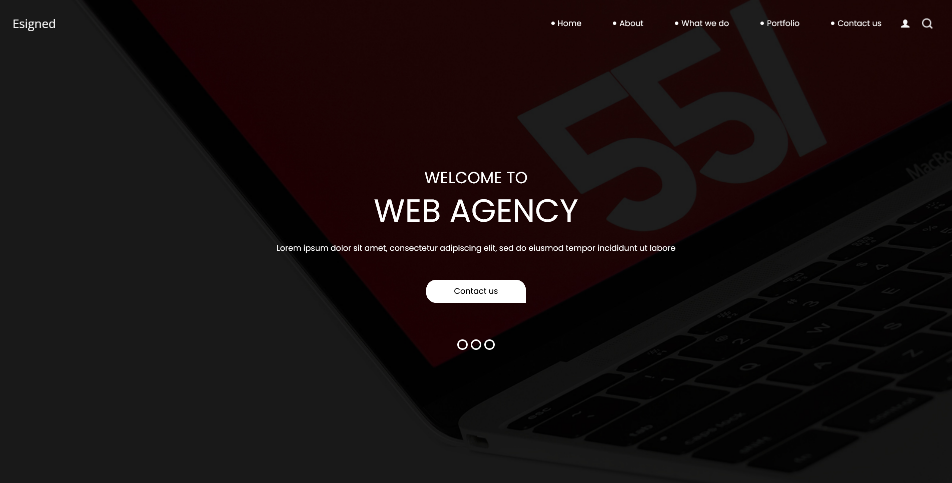 Esigned
Home
About
What we do
Portfolio
Contact us
55/
MacBo
WELCOME TO
WEB AGENCY
Lorem ipsum dolor sit amet, consectetur adipiscing elit, sed do eiusmod tempor incididunt ut labore
Contact us